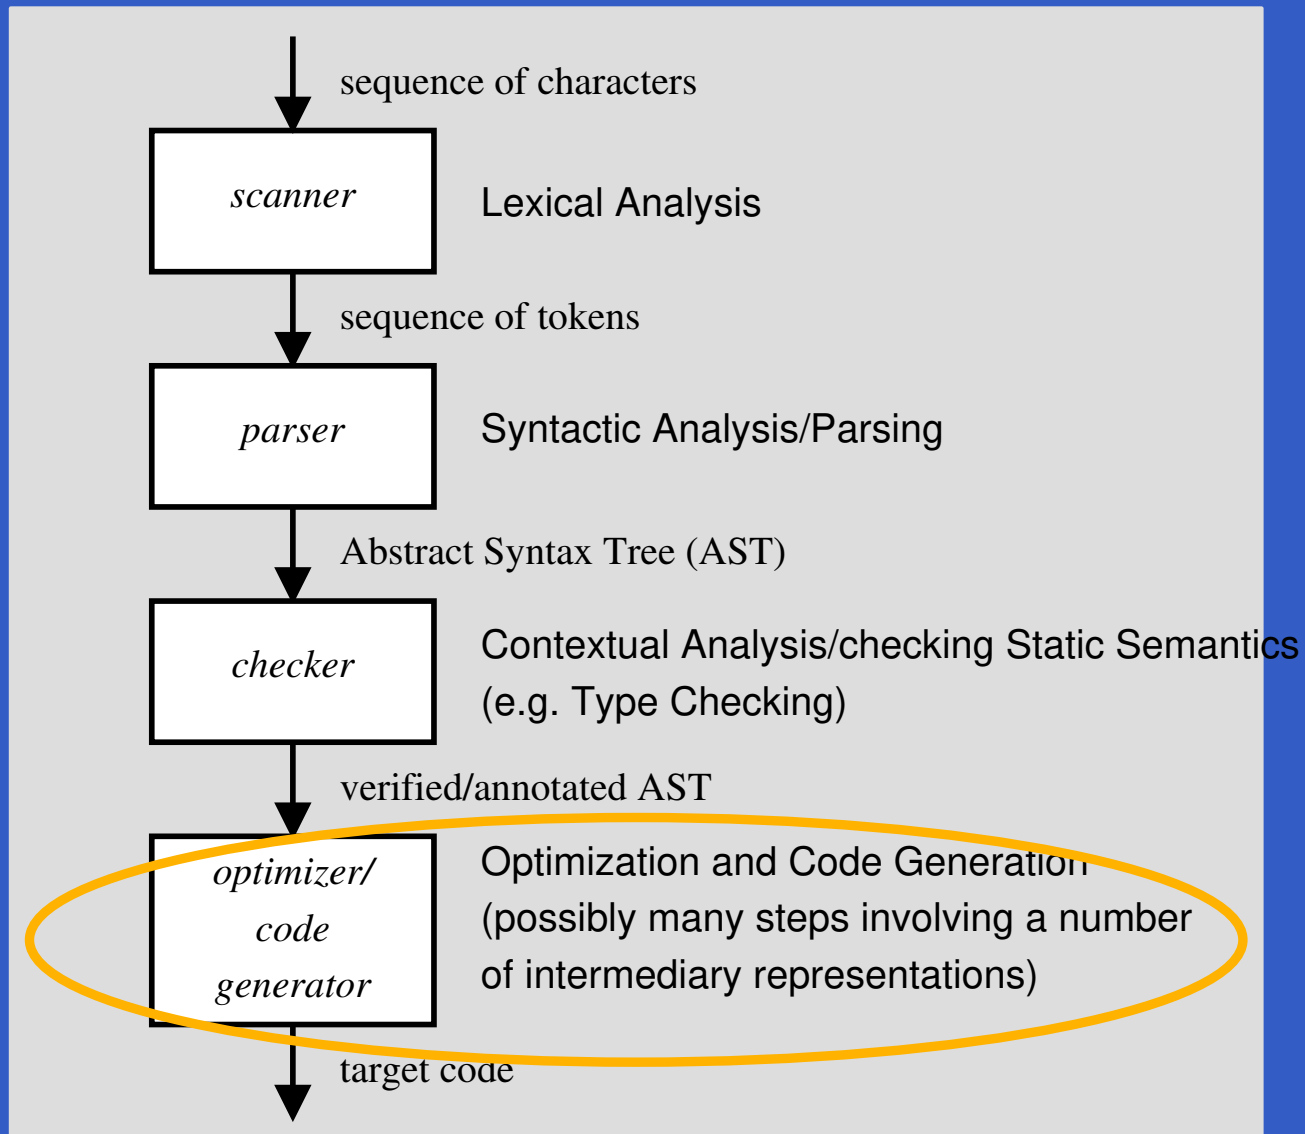 sequence of characters
scanner
Lexical Analysis
sequence of tokens
parser
Syntactic Analysis/Parsing
Abstract Syntax Tree (AST)
checker
Contextual Analysis/checking Static Semantics
(e.g. Type Checking)
verified/annotated AST
optimizer/
code
generator
Optimization and Code Generation
(possibly many steps involving a number
of intermediary representations)
target code